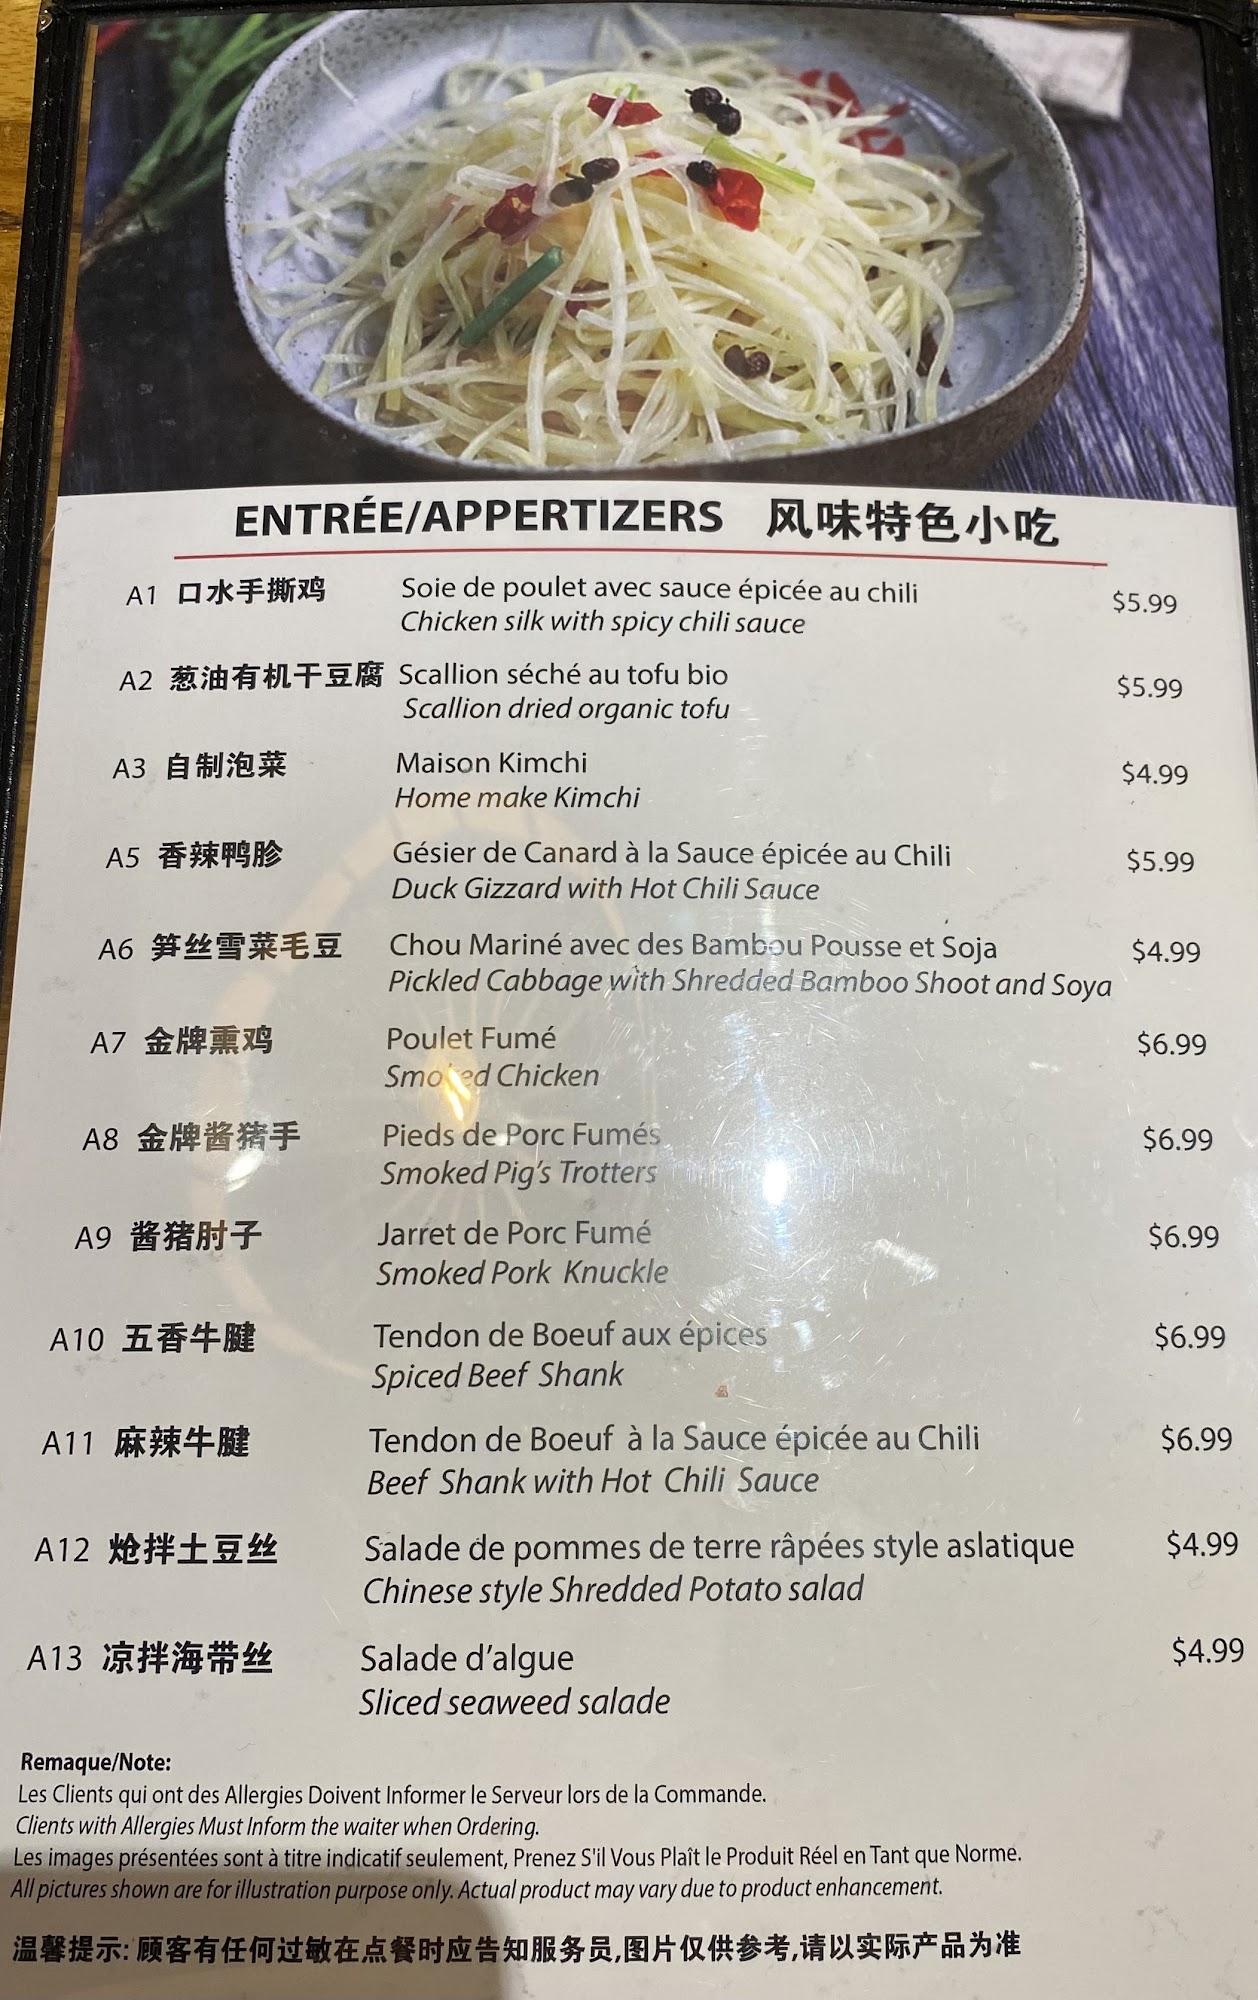 ENTRÉE/APPERTIZERS 风味特色小吃
A1 口水手撕鸡 Soie de poulet avec sauce épicée au chili $5.99
Chicken silk with spicy chili sauce
A2 葱油有机干豆腐 Scallion séché au tofu bio $5.99
Scallion dried organic tofu
A3 自制泡菜 Maison Kimchi $4.99
Home make Kimchi
A5 香辣鸭胗 Gésier de Canard à la Sauce épicée au Chili $5.99
Duck Gizzard with Hot Chili Sauce
A6 笋丝雪菜毛豆 Chou Mariné avec des Bambou Pousse et Soja $4.99
Pickled Cabbage with Shredded Bamboo Shoot and Soya
A7 金牌熏鸡 Poulet Fumé $6.99
Smoked Chicken
A8 金牌酱猪手 Pieds de Porc Fumés $6.99
Smoked Pig's Trotters
A9 酱猪肘子 Jarret de Porc Fumé $6.99
Smoked Pork Knuckle
A10 五香牛腱 Tendon de Boeuf aux épices $6.99
Spiced Beef Shank
A11 麻辣牛腱 Tendon de Boeuf à la Sauce épicée au Chili $6.99
Beef Shank with Hot Chili Sauce
A12 炝拌土豆丝 Salade de pommes de terre râpées style aslatique $4.99
Chinese style Shredded Potato salad
A13 凉拌海带丝 Salade d'algue $4.99
Sliced seaweed salade
Remaque/Note:
Les Clients qui ont des Allergies Doivent Informer le Serveur lors de la Commande.
Clients with Allergies Must Inform the waiter when Ordering.
Les images présentées sont à titre indicatif seulement, Prenez S'il Vous Plaît le Produit Réel en Tant que Norme.
All pictures shown are for illustration purpose only. Actual product may vary due to product enhancement.
温馨提示: 顾客有任何过敏在点餐时应告知服务员,图片仅供参考,请以实际产品为准